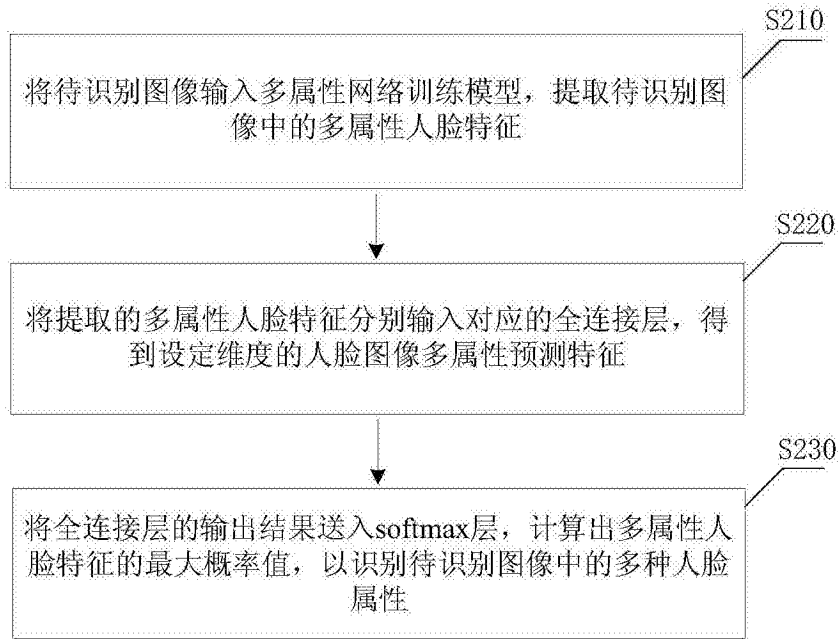 S210
将待识别图像输入多属性网络训练模型，提取待识别图
像中的多属性人脸特征
S220
将提取的多属性人脸特征分别输入对应的全连接层，得
到设定维度的人脸图像多属性预测特征
S230
将全连接层的输出结果送入softmax层，计算出多属性人
脸特征的最大概率值，以识别待识别图像中的多种人脸
属性